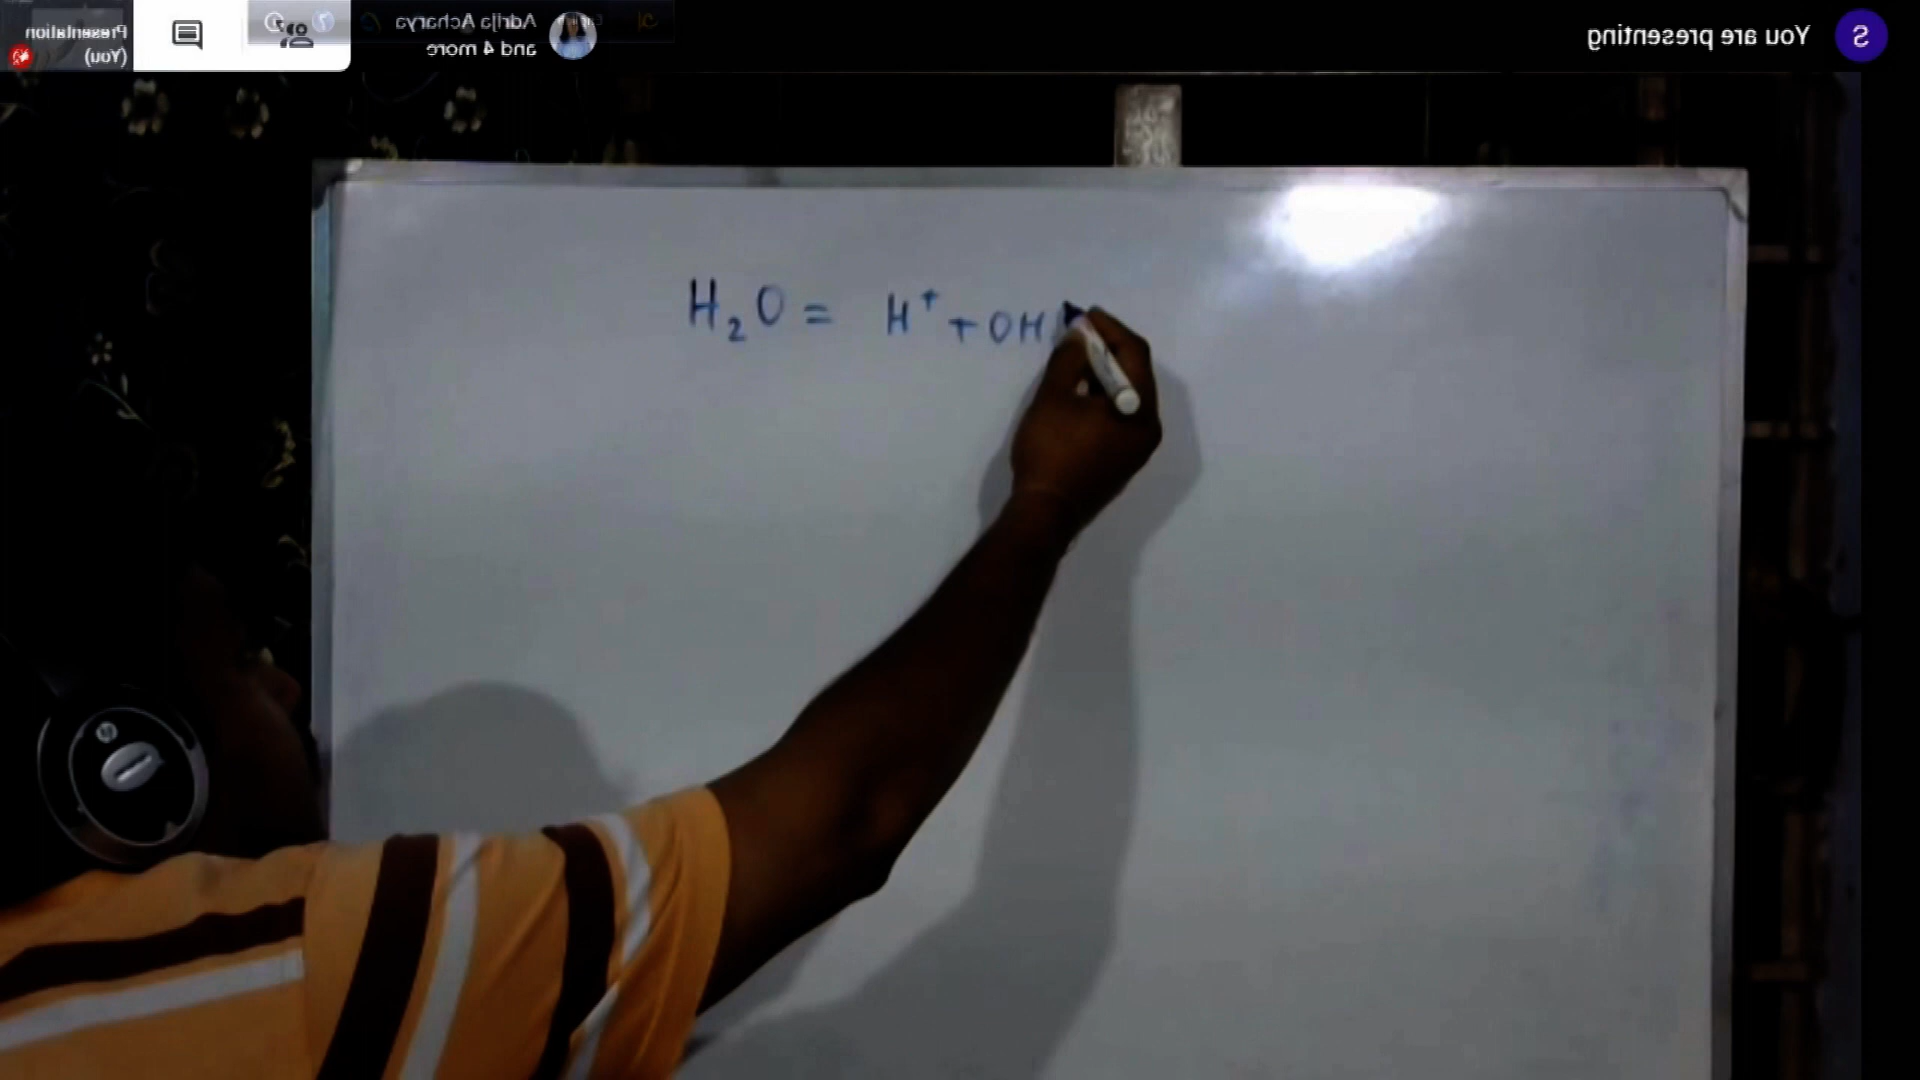 Presentation
(You)
Adrija Acharya
and 4 more
You are presenting
S
H₂O = H⁺ + OH